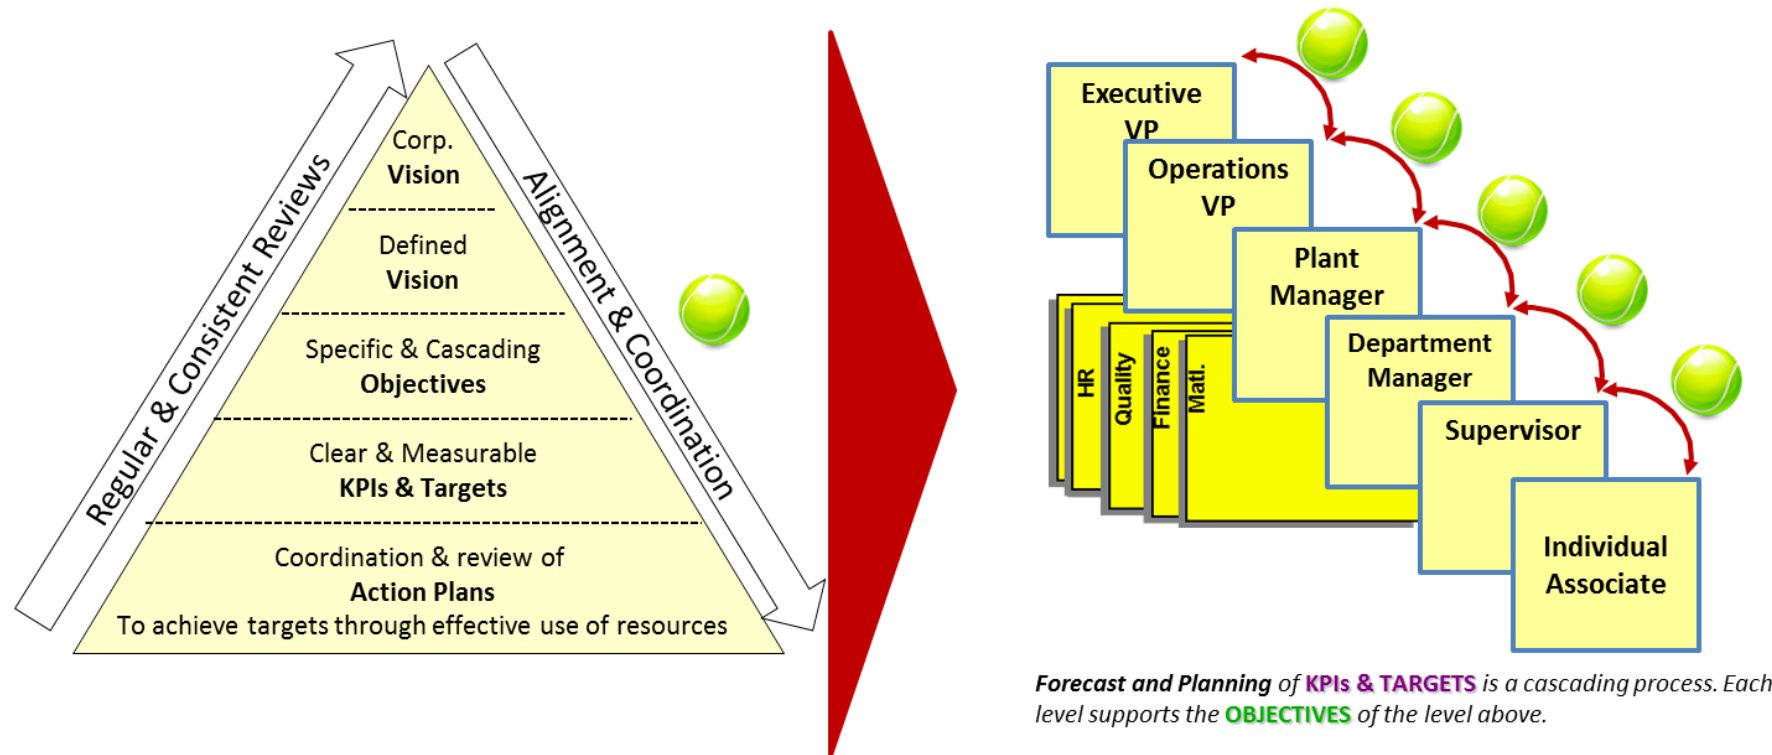 Regular & Consistent Reviews
Alignment & Coordination
Corp.
Vision
Defined
Vision
Specific & Cascading
Objectives
Clear & Measurable
KPIs & Targets
Coordination & review of
Action Plans
To achieve targets through effective use of resources
Executive
VP
Operations
VP
Plant
Manager
Department
Manager
Supervisor
Individual
Associate
HR
Quality
Finance
Matl.
Forecast and Planning of KPIs & TARGETS is a cascading process. Each
level supports the OBJECTIVES of the level above.